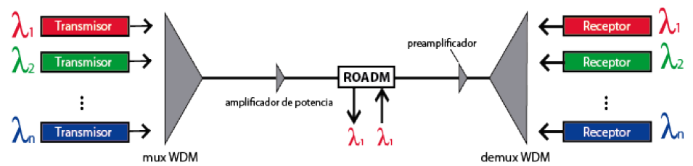 λ1 Transmisor
λ2 Transmisor
...
λn Transmisor
mux WDM
amplificador de potencia
ROADM
λ1 λ1
preamplificador
demux WDM
Receptor λ1
Receptor λ2
...
Receptor λn